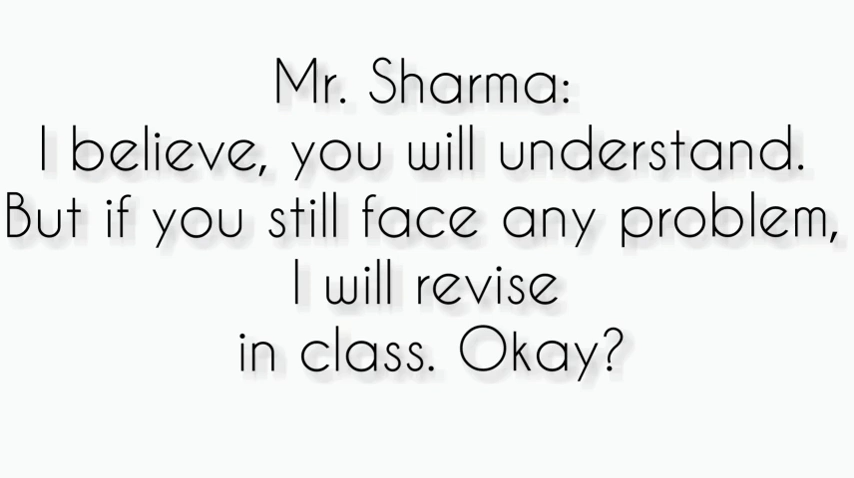 Mr. Sharma:
I believe, you will understand.
But if you still face any problem,
I will revise
in class. Okay?